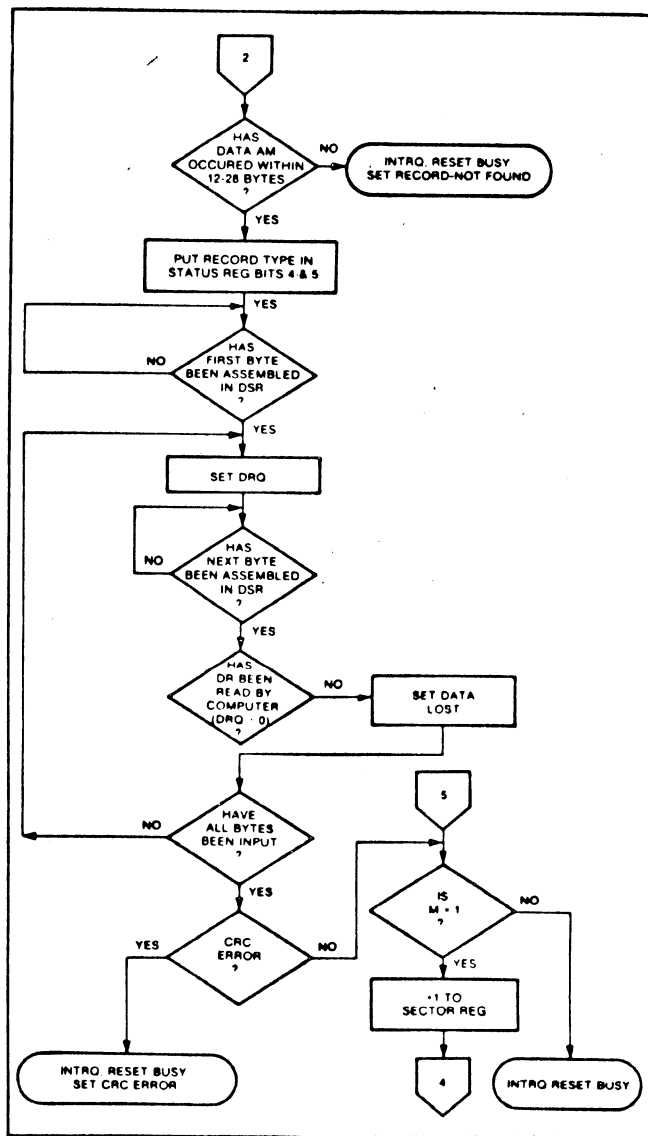 2
HAS
DATA AM
OCCURED WITHIN
12-28 BYTES
?
NO
INTRQ. RESET BUSY
SET RECORD-NOT FOUND
YES
PUT RECORD TYPE IN
STATUS REG BITS 4 & 5
YES
HAS
FIRST BYTE
BEEN ASSEMBLED
IN DSR
?
NO
YES
SET DRQ
HAS
NEXT BYTE
BEEN ASSEMBLED
IN DSR
?
NO
YES
HAS
DR BEEN
READ BY
COMPUTER
(DRQ = 0)
?
NO
SET DATA
LOST
HAVE
ALL BYTES
BEEN INPUT
?
NO
YES
5
IS
M = 1
?
NO
YES
CRC
ERROR
?
YES
NO
+1 TO
SECTOR REG
4
INTRQ. RESET BUSY
SET CRC ERROR
INTRQ RESET BUSY